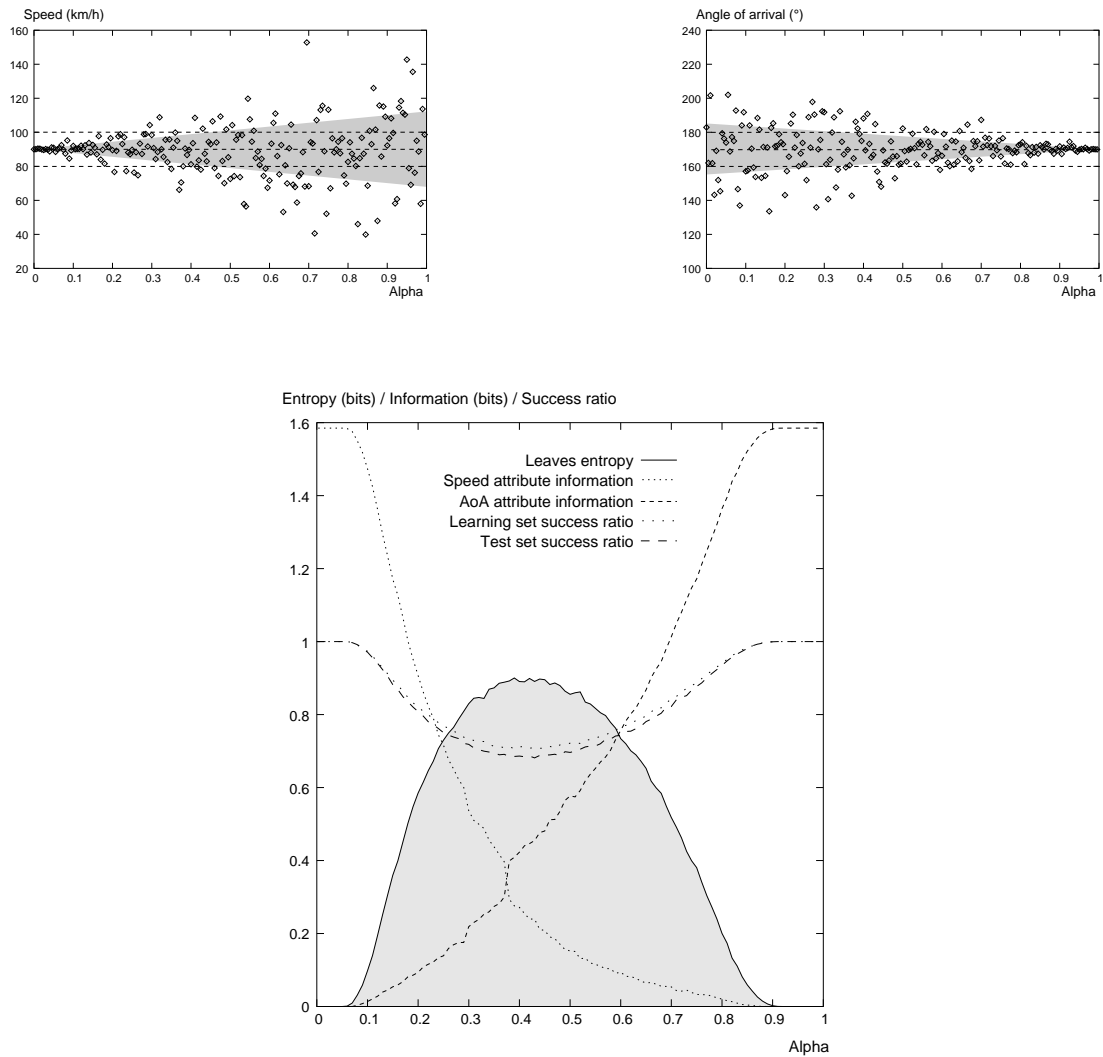 Speed (km/h)
160
140
120
100
80
60
40
20
0 0.1 0.2 0.3 0.4 0.5 0.6 0.7 0.8 0.9 1
Alpha
Angle of arrival (°)
240
220
200
180
160
140
120
100
0 0.1 0.2 0.3 0.4 0.5 0.6 0.7 0.8 0.9 1
Alpha
Entropy (bits) / Information (bits) / Success ratio
1.6
1.4
1.2
1
0.8
0.6
0.4
0.2
0
Leaves entropy
Speed attribute information
AoA attribute information
Learning set success ratio
Test set success ratio
0 0.1 0.2 0.3 0.4 0.5 0.6 0.7 0.8 0.9 1
Alpha